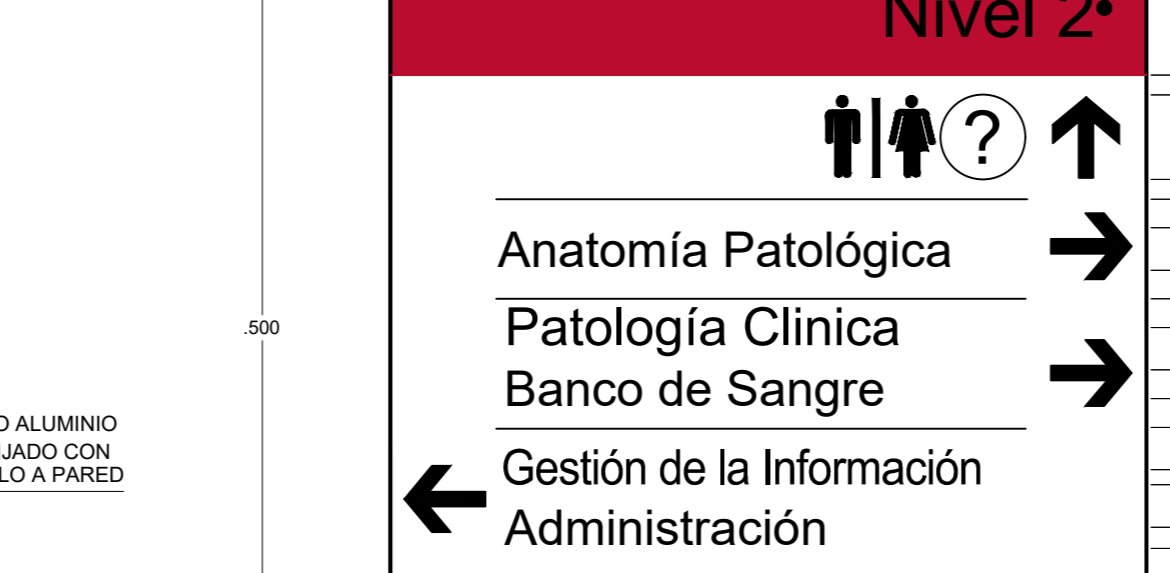 Nivel 2
?
Anatomía Patológica
Patología Clinica
Banco de Sangre
Gestión de la Información
Administración
.500
O ALUMINIO
IJADO CON
LO A PARED